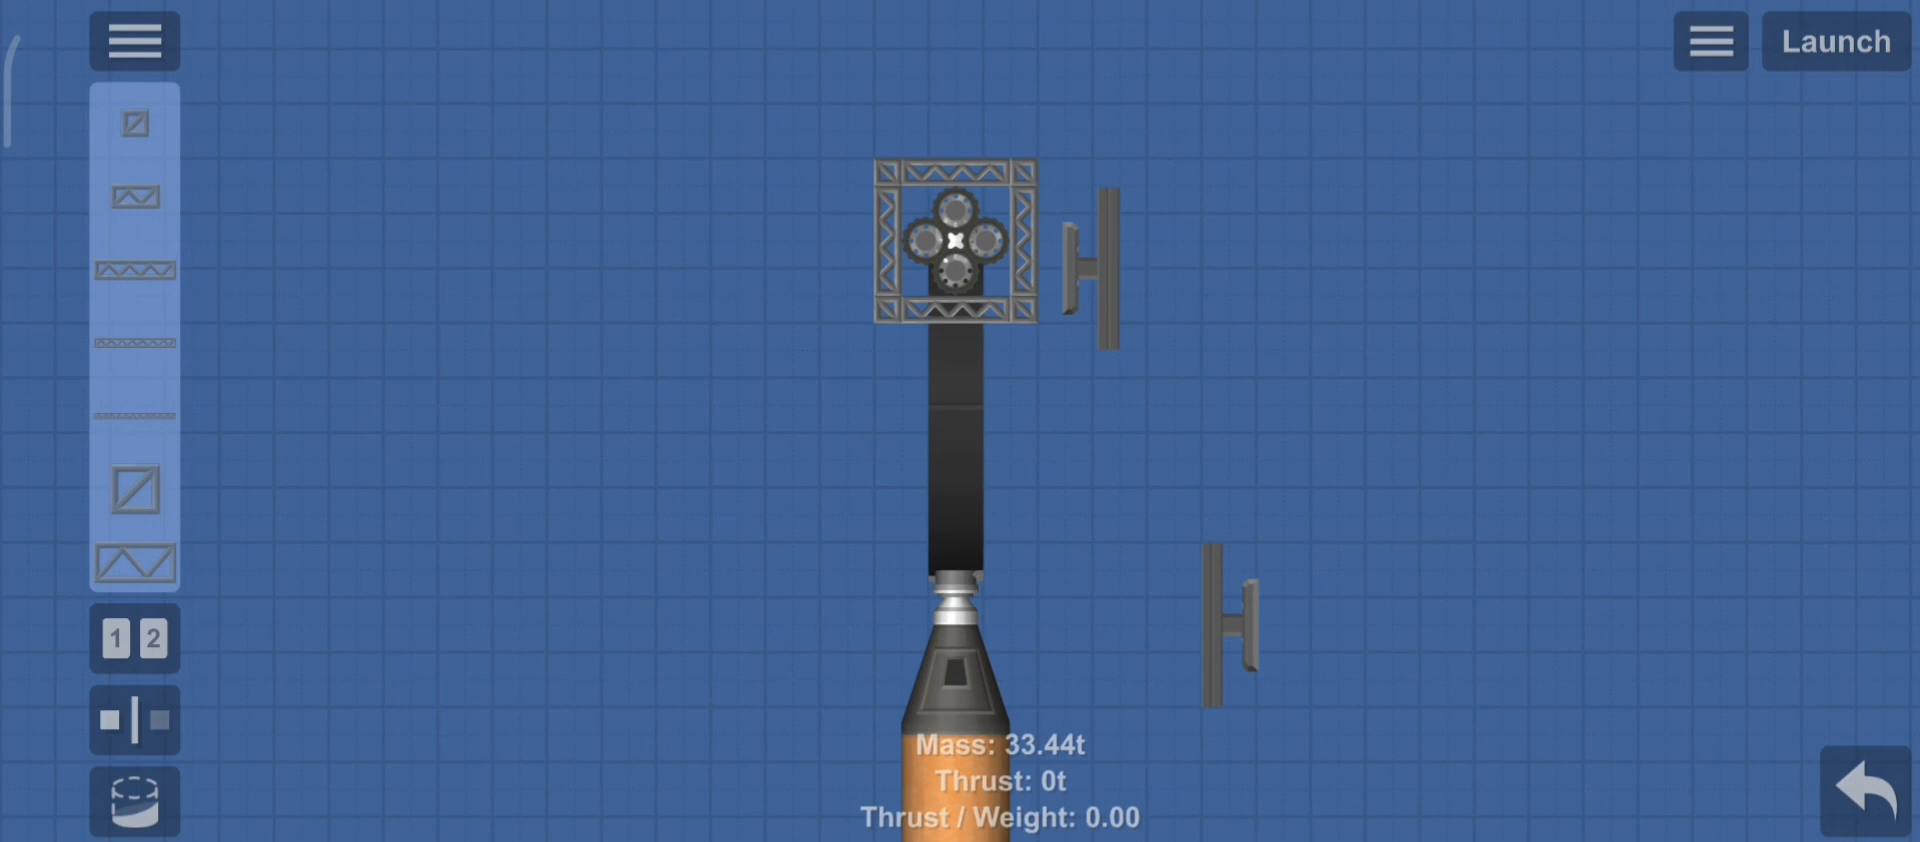 Launch
1 2
Mass: 33.44t
Thrust: 0t
Thrust / Weight: 0.00